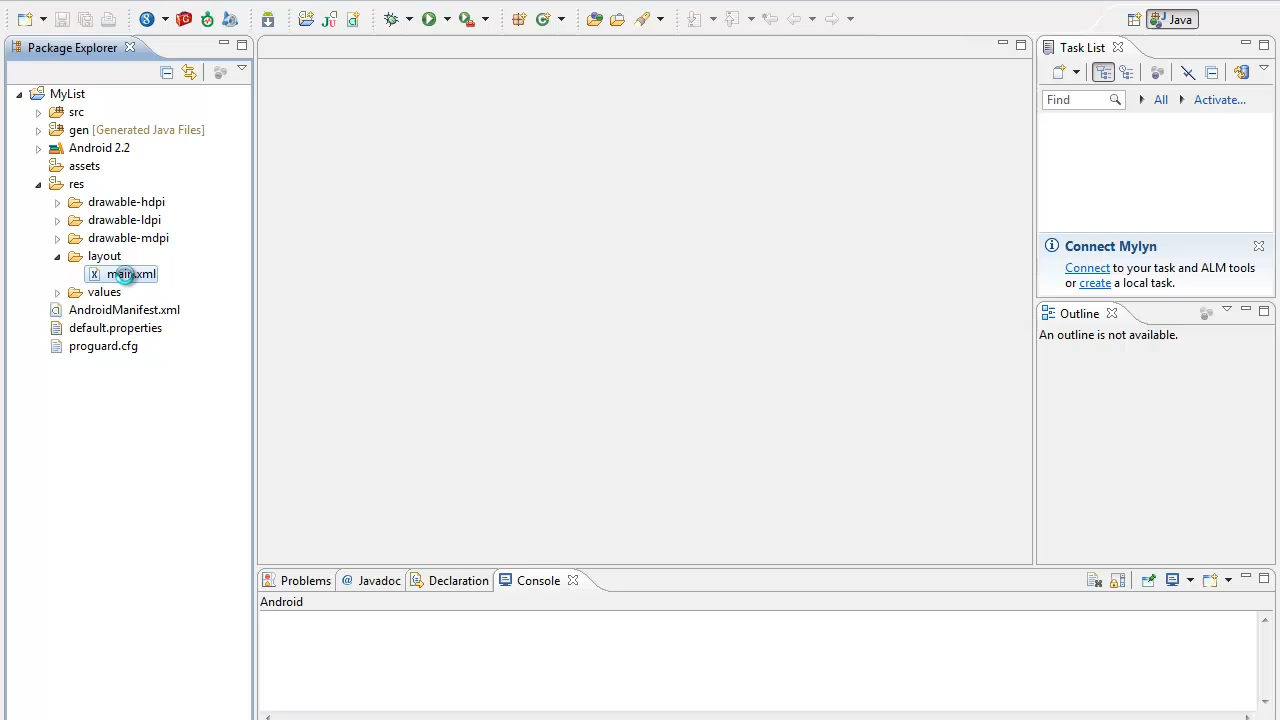 Java
Package Explorer
MyList
src
gen [Generated Java Files]
Android 2.2
assets
res
drawable-hdpi
drawable-ldpi
drawable-mdpi
layout
main.xml
values
AndroidManifest.xml
default.properties
proguard.cfg
Task List
Find
All
Activate...
Connect Mylyn
Connect to your task and ALM tools
or create a local task.
Outline
An outline is not available.
Problems
@ Javadoc
Declaration
Console
Android